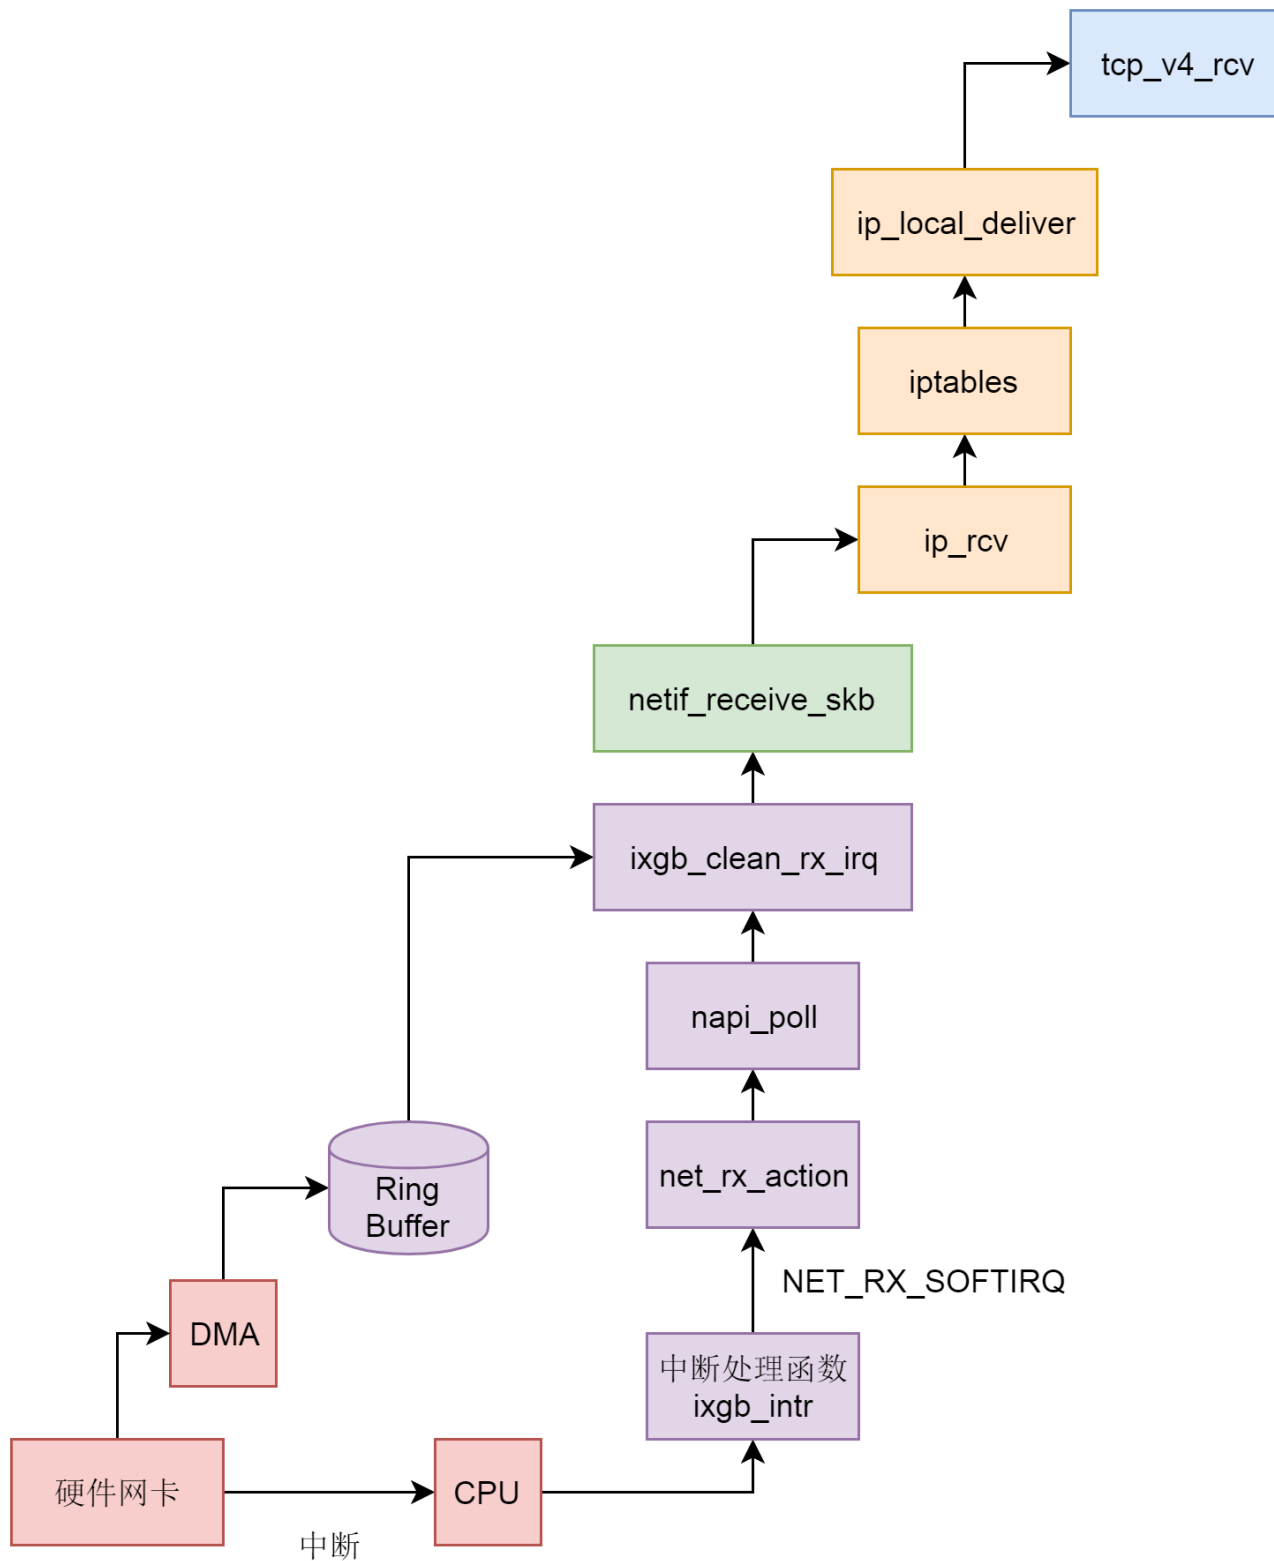 tcp_v4_rcv
ip_local_deliver
iptables
ip_rcv
netif_receive_skb
ixgb_clean_rx_irq
napi_poll
net_rx_action
Ring
Buffer
NET_RX_SOFTIRQ
DMA
中断处理函数
ixgb_intr
硬件网卡
CPU
中断